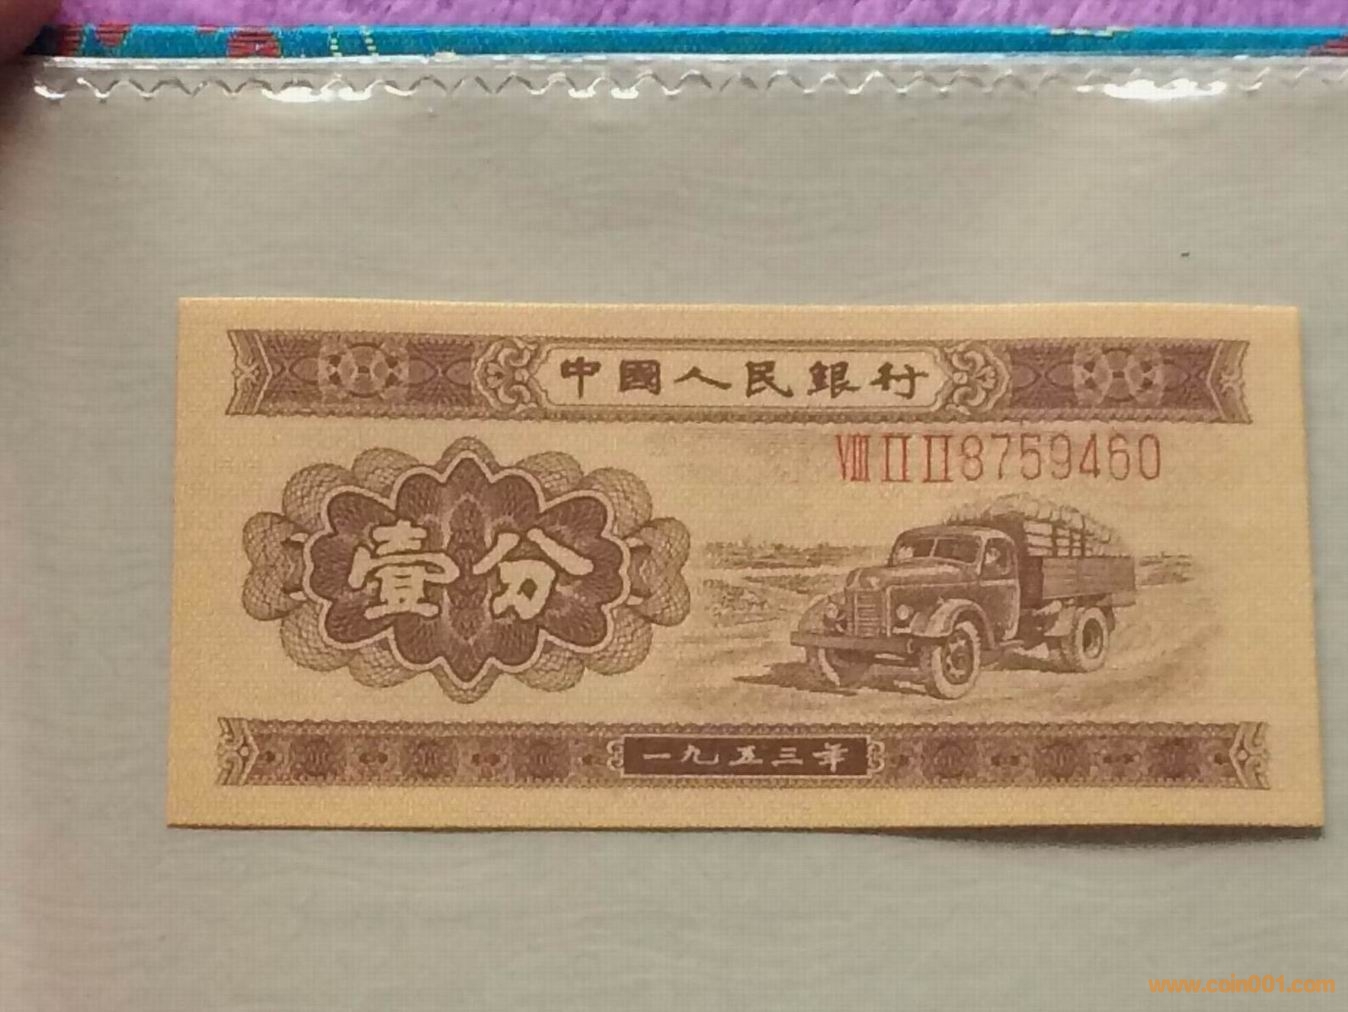 中國人民銀行
VIII II II 8759460
壹分
一九五三年
www.coin001.com